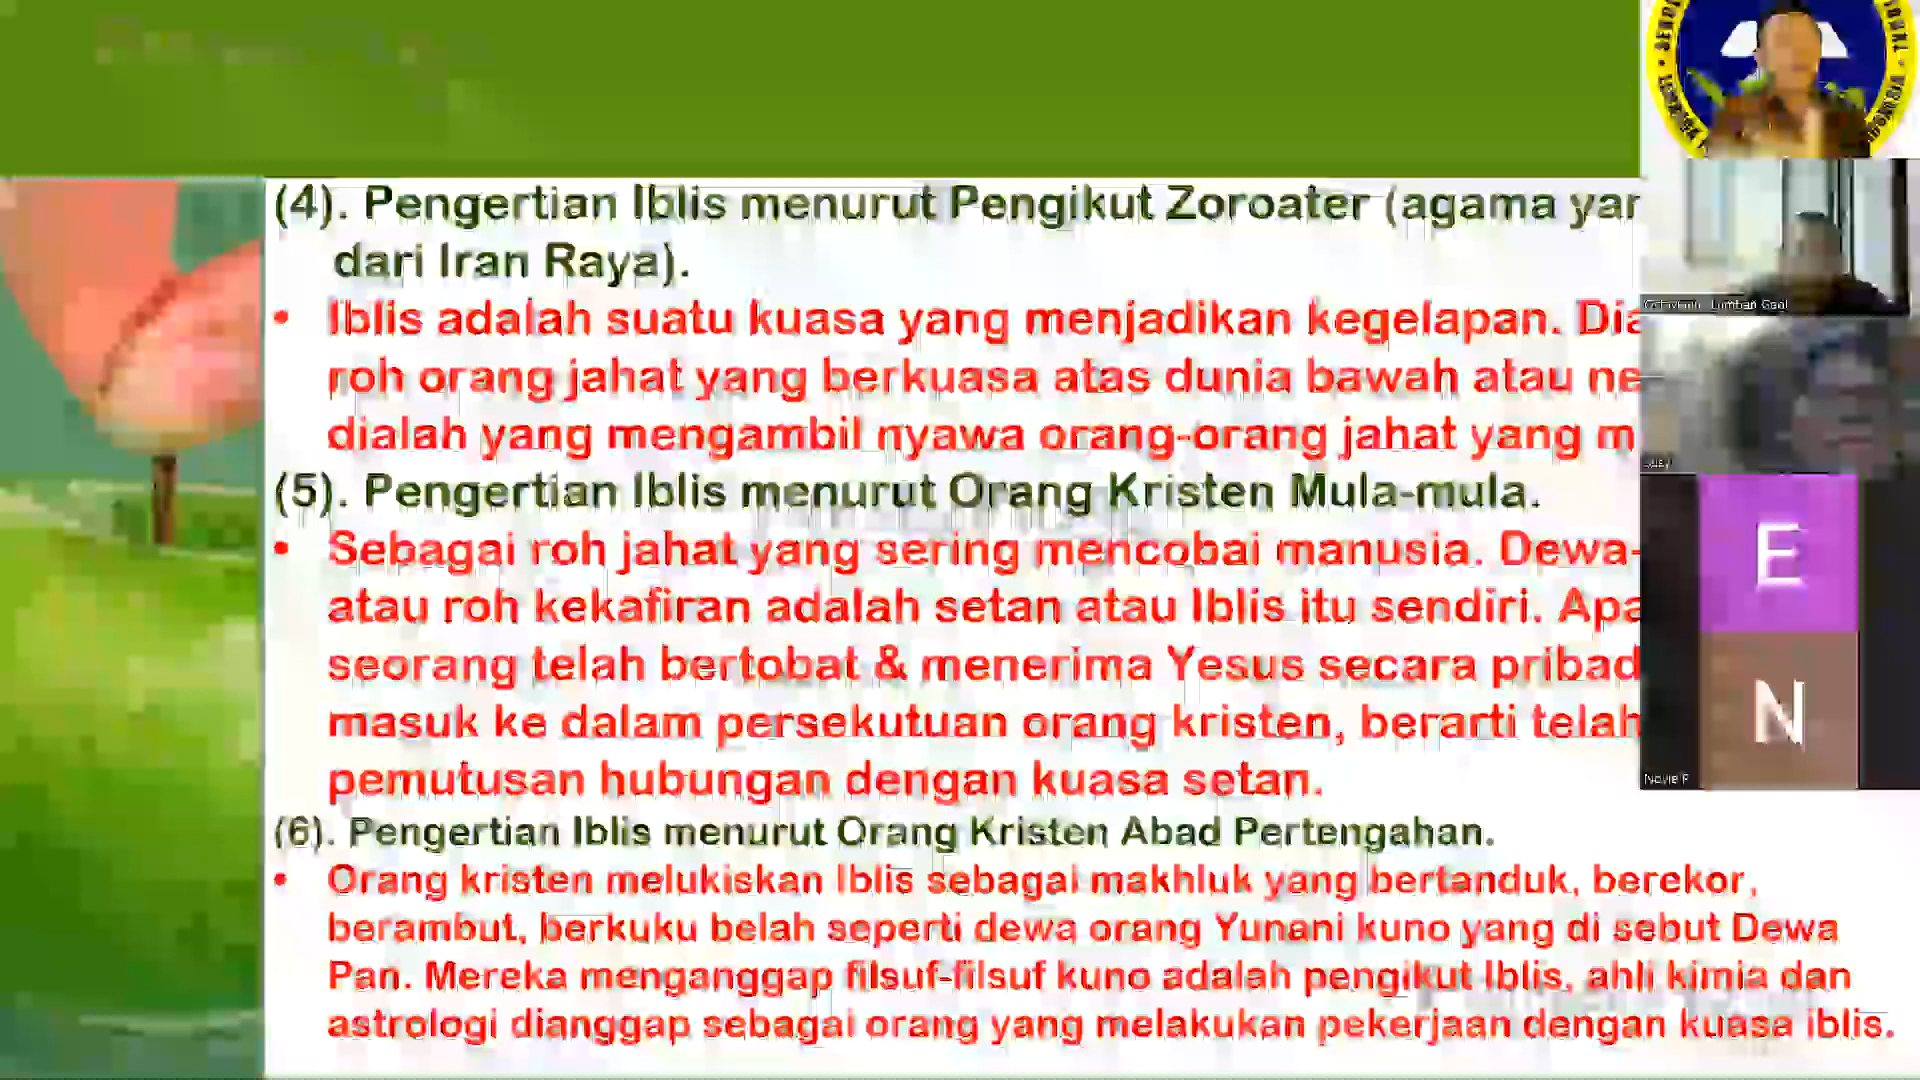 (4). Pengertian Iblis menurut Pengikut Zoroater (agama
dari Iran Raya).
• Iblis adalah suatu kuasa yang menjadikan kegelapan.
roh orang jahat yang berkuasa atas dunia bawah atau
dialah yang mengambil nyawa orang-orang jahat yang
(5). Pengertian Iblis menurut Orang Kristen Mula-mula.
• Sebagai roh jahat yang sering mencobai manusia. Dewa-
atau roh kekafiran adalah setan atau Iblis itu sendiri.
seorang telah bertobat & menerima Yesus secara
masuk ke dalam persekutuan orang kristen, berarti telah
pemutusan hubungan dengan kuasa setan.
(6). Pengertian Iblis menurut Orang Kristen Abad Pertengahan.
• Orang kristen melukiskan Iblis sebagai makhluk yang bertanduk, berekor,
berambut, berkuku belah seperti dewa orang Yunani kuno yang di sebut Dewa
Pan. Mereka menganggap filsuf-filsuf kuno adalah pengikut Iblis, ahli kimia dan
astrologi dianggap sebagai orang yang melakukan pekerjaan dengan kuasa iblis.
Lumban Gaol
E
N
Novie P